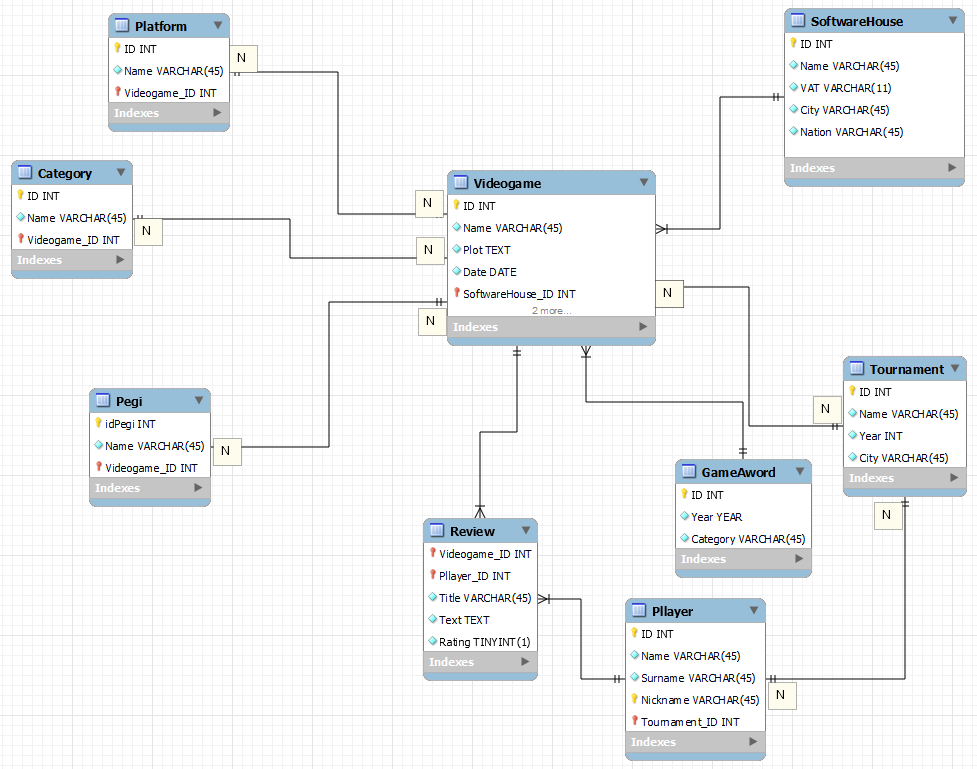 Platform
ID INT
Name VARCHAR(45)
Videogame_ID INT
Indexes
N
SoftwareHouse
ID INT
Name VARCHAR(45)
VAT VARCHAR(11)
City VARCHAR(45)
Nation VARCHAR(45)
Indexes
Category
ID INT
Name VARCHAR(45)
Videogame_ID INT
Indexes
N
N
N
Videogame
ID INT
Name VARCHAR(45)
Plot TEXT
Date DATE
SoftwareHouse_ID INT
2 more...
Indexes
N
N
Pegi
idPegi INT
Name VARCHAR(45)
Videogame_ID INT
Indexes
N
Tournament
ID INT
Name VARCHAR(45)
Year INT
City VARCHAR(45)
Indexes
N
N
GameAword
ID INT
Year YEAR
Category VARCHAR(45)
Indexes
Review
Videogame_ID INT
Pllayer_ID INT
Title VARCHAR(45)
Text TEXT
Rating TINYINT(1)
Indexes
Pllayer
ID INT
Name VARCHAR(45)
Surname VARCHAR(45)
Nickname VARCHAR(45)
Tournament_ID INT
Indexes
N